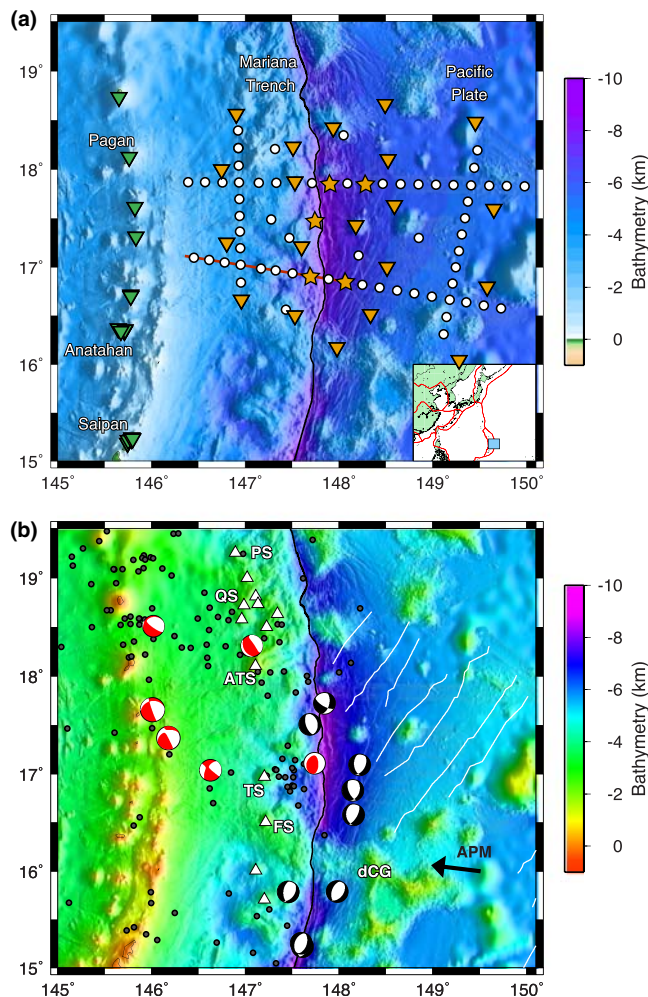 (a)
19˚
18˚
17˚
16˚
15˚
145˚
146˚
147˚
148˚
149˚
150˚
Mariana
Trench
Pacific
Plate
Pagan
Anatahan
Saipan
-10
-8
-6
-4
-2
0
Bathymetry (km)
(b)
19˚
18˚
17˚
16˚
15˚
145˚
146˚
147˚
148˚
149˚
150˚
PS
QS
ATS
TS
FS
dCG
APM
-10
-8
-6
-4
-2
0
Bathymetry (km)